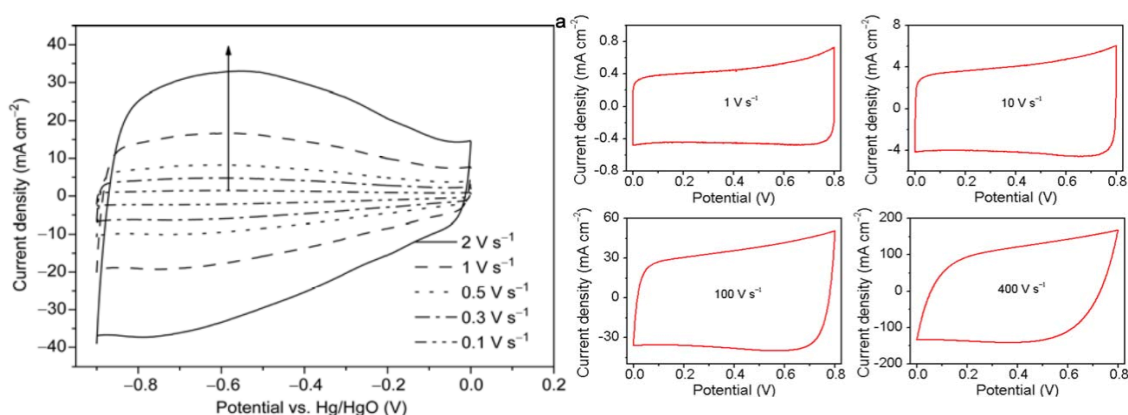 Current density (mA cm⁻²)
40
30
20
10
0
−10
−20
−30
−40
2 V s⁻¹
1 V s⁻¹
0.5 V s⁻¹
0.3 V s⁻¹
0.1 V s⁻¹
−0.8
−0.6
−0.4
−0.2
0.0
0.2
Potential vs. Hg/HgO (V)
a
Current density (mA cm⁻²)
0.8
0.4
0.0
-0.4
-0.8
1 V s⁻¹
0.0 0.2 0.4 0.6 0.8
Potential (V)
Current density (mA cm⁻²)
8
4
0
-4
10 V s⁻¹
0.0 0.2 0.4 0.6 0.8
Potential (V)
Current density (mA cm⁻²)
60
30
0
-30
100 V s⁻¹
0.0 0.2 0.4 0.6 0.8
Potential (V)
Current density (mA cm⁻²)
200
100
0
-100
-200
400 V s⁻¹
0.0 0.2 0.4 0.6 0.8
Potential (V)